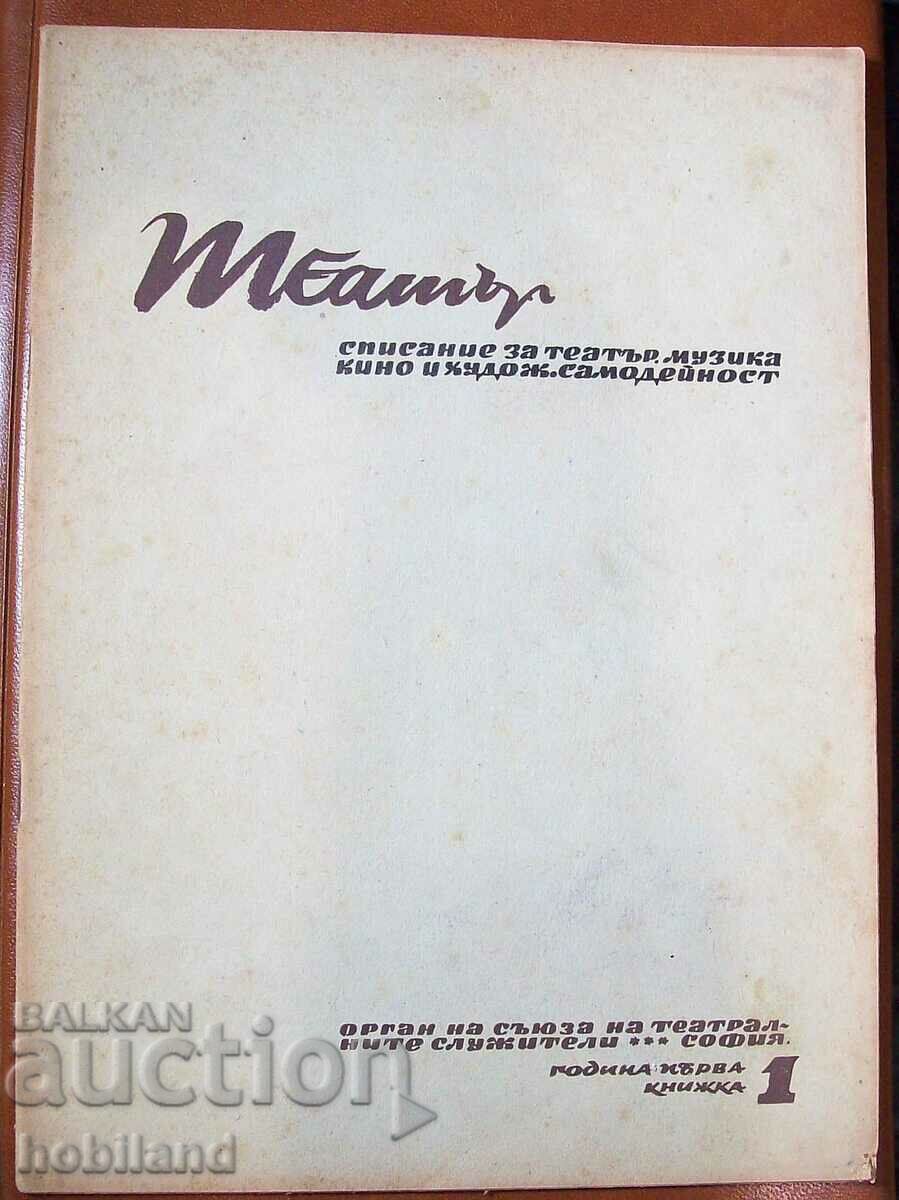 Театър
списание за театър, музика
кино и худож. самодейност
орган на съюза на театрал-
ните служители *** софия.
година първа
книжка 1
BALKAN
auction
hobiland